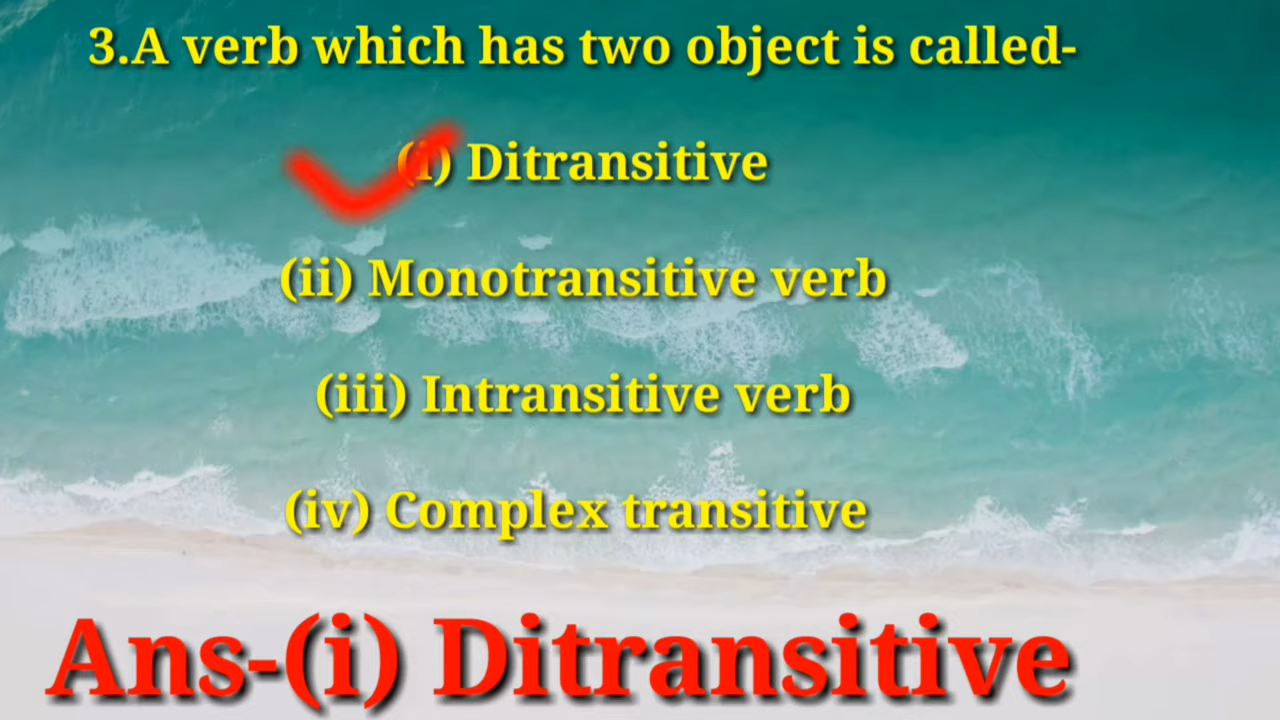 3.A verb which has two object is called-
(i) Ditransitive
(ii) Monotransitive verb
(iii) Intransitive verb
(iv) Complex transitive
Ans-(i) Ditransitive